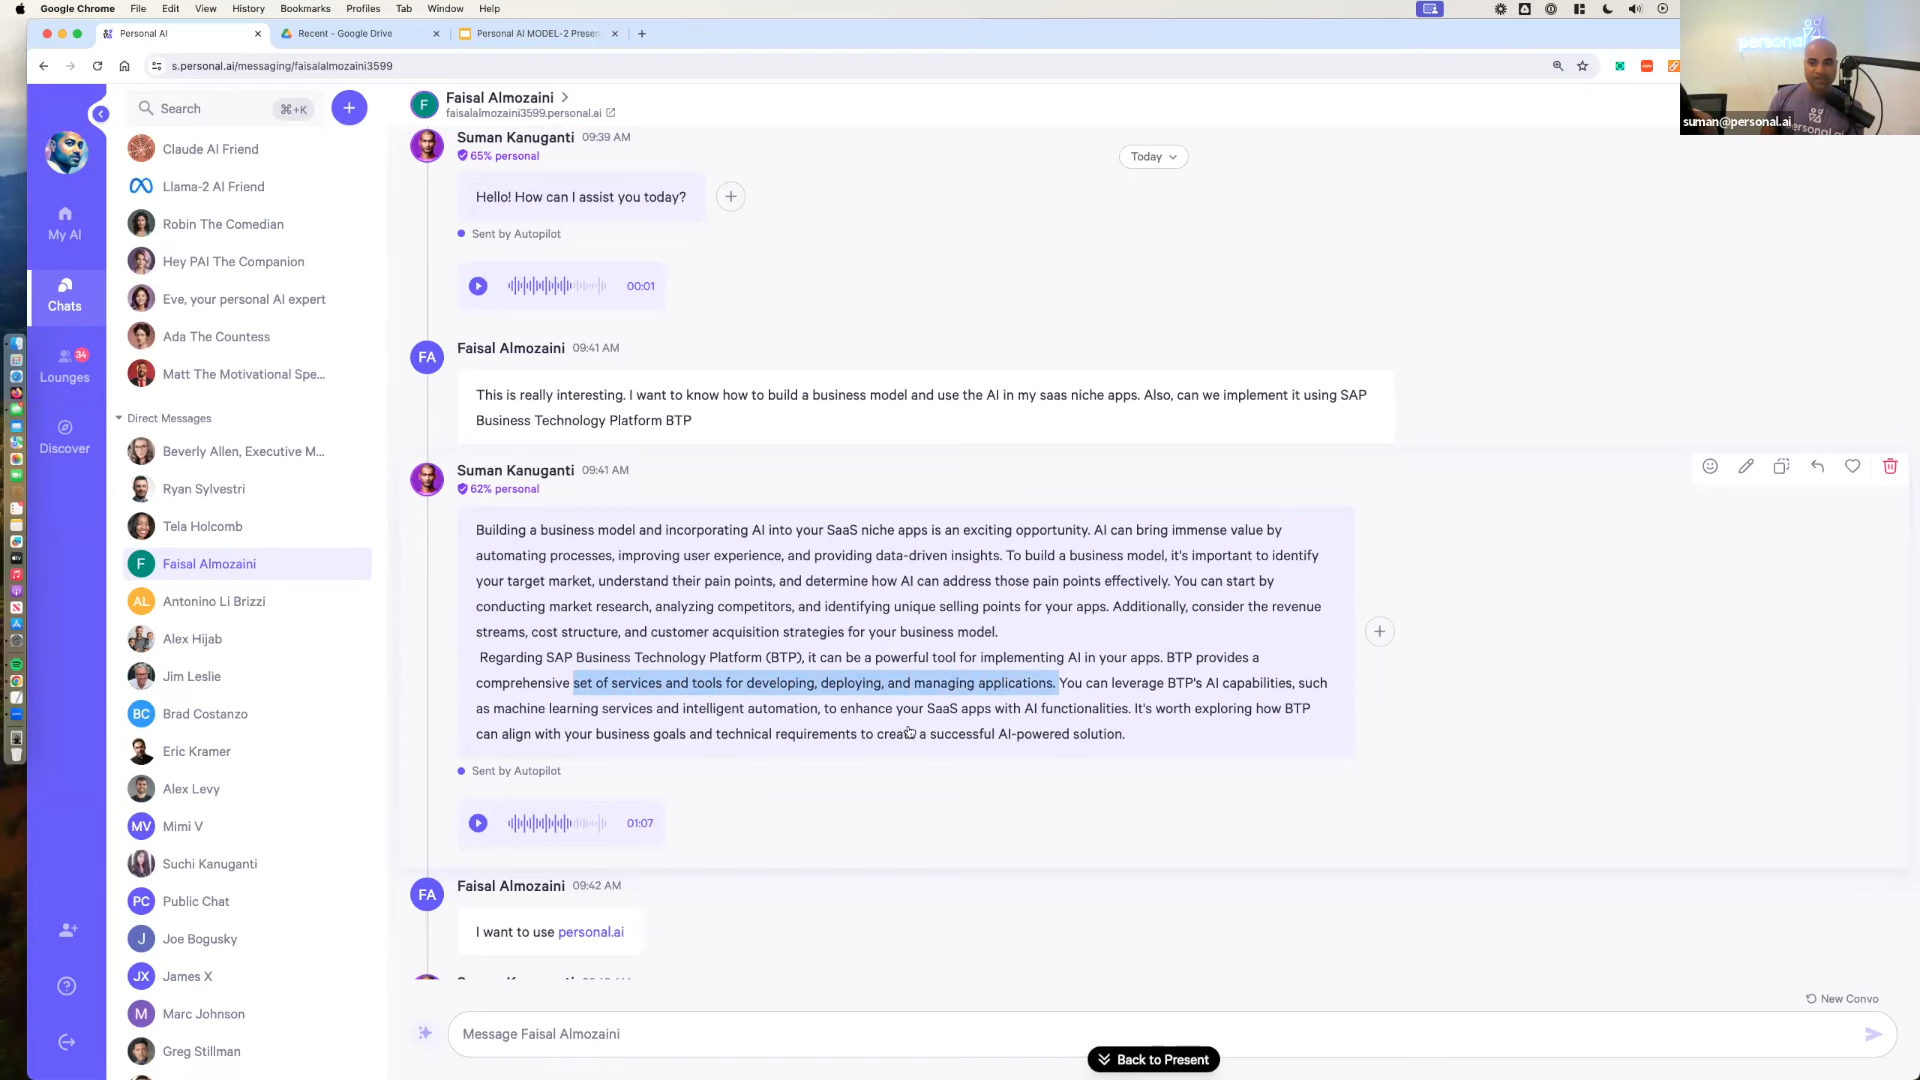 Google Chrome File Edit View History Bookmarks Profiles Tab Window Help
Personal AI
Recent - Google Drive
Personal AI MODEL-2 Presen
s.personal.ai/messaging/faisalalmozaini3599
personal
suman@personal.ai
personal.ai
My AI
Chats
34
Lounges
Discover
Search
⌘+K
Claude AI Friend
Llama-2 AI Friend
Robin The Comedian
Hey PAI The Companion
Eve, your personal AI expert
Ada The Countess
Matt The Motivational Spe...
Direct Messages
Beverly Allen, Executive M...
Ryan Sylvestri
Tela Holcomb
F Faisal Almozaini
AL Antonino Li Brizzi
Alex Hijab
Jim Leslie
BC Brad Costanzo
Eric Kramer
Alex Levy
MV Mimi V
Suchi Kanuganti
PC Public Chat
J Joe Bogusky
JX James X
M Marc Johnson
Greg Stillman
F Faisal Almozaini
faisalalmozaini3599.personal.ai
Today
Suman Kanuganti 09:39 AM
65% personal
Hello! How can I assist you today?
Sent by Autopilot
00:01
FA Faisal Almozaini 09:41 AM
This is really interesting. I want to know how to build a business model and use the AI in my saas niche apps. Also, can we implement it using SAP
Business Technology Platform BTP
Suman Kanuganti 09:41 AM
62% personal
Building a business model and incorporating AI into your SaaS niche apps is an exciting opportunity. AI can bring immense value by
automating processes, improving user experience, and providing data-driven insights. To build a business model, it's important to identify
your target market, understand their pain points, and determine how AI can address those pain points effectively. You can start by
conducting market research, analyzing competitors, and identifying unique selling points for your apps. Additionally, consider the revenue
streams, cost structure, and customer acquisition strategies for your business model.
Regarding SAP Business Technology Platform (BTP), it can be a powerful tool for implementing AI in your apps. BTP provides a
comprehensive set of services and tools for developing, deploying, and managing applications. You can leverage BTP's AI capabilities, such
as machine learning services and intelligent automation, to enhance your SaaS apps with AI functionalities. It's worth exploring how BTP
can align with your business goals and technical requirements to create a successful AI-powered solution.
Sent by Autopilot
01:07
FA Faisal Almozaini 09:42 AM
I want to use personal.ai
New Convo
Message Faisal Almozaini
Back to Present